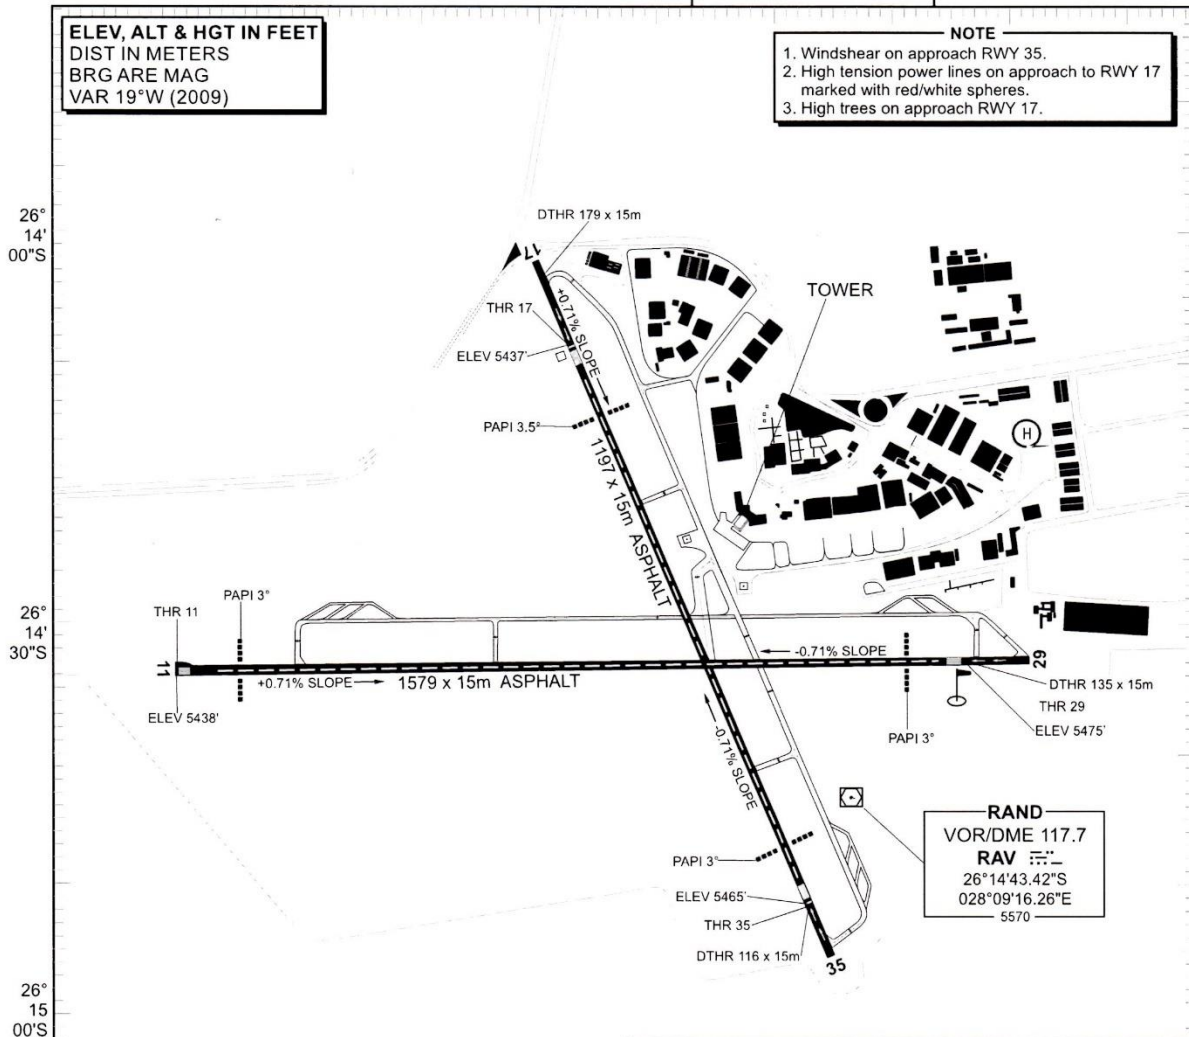 ELEV, ALT & HGT IN FEET
DIST IN METERS
BRG ARE MAG
VAR 19°W (2009)
NOTE
1. Windshear on approach RWY 35.
2. High tension power lines on approach to RWY 17
marked with red/white spheres.
3. High trees on approach RWY 17.
26°
14'
00"S
DTHR 179 x 15m
17
TOWER
THR 17
+0.71% SLOPE
ELEV 5437'
PAPI 3.5°
H
1197 x 15m ASPHALT
26°
14'
30"S
THR 11
PAPI 3°
11
-0.71% SLOPE
29
+0.71% SLOPE
1579 x 15m ASPHALT
DTHR 135 x 15m
THR 29
ELEV 5438'
ELEV 5475'
PAPI 3°
-0.71% SLOPE
RAND
VOR/DME 117.7
RAV
26°14'43.42"S
028°09'16.26"E
5570
PAPI 3°
ELEV 5465'
THR 35
DTHR 116 x 15m
35
26°
15
00'S